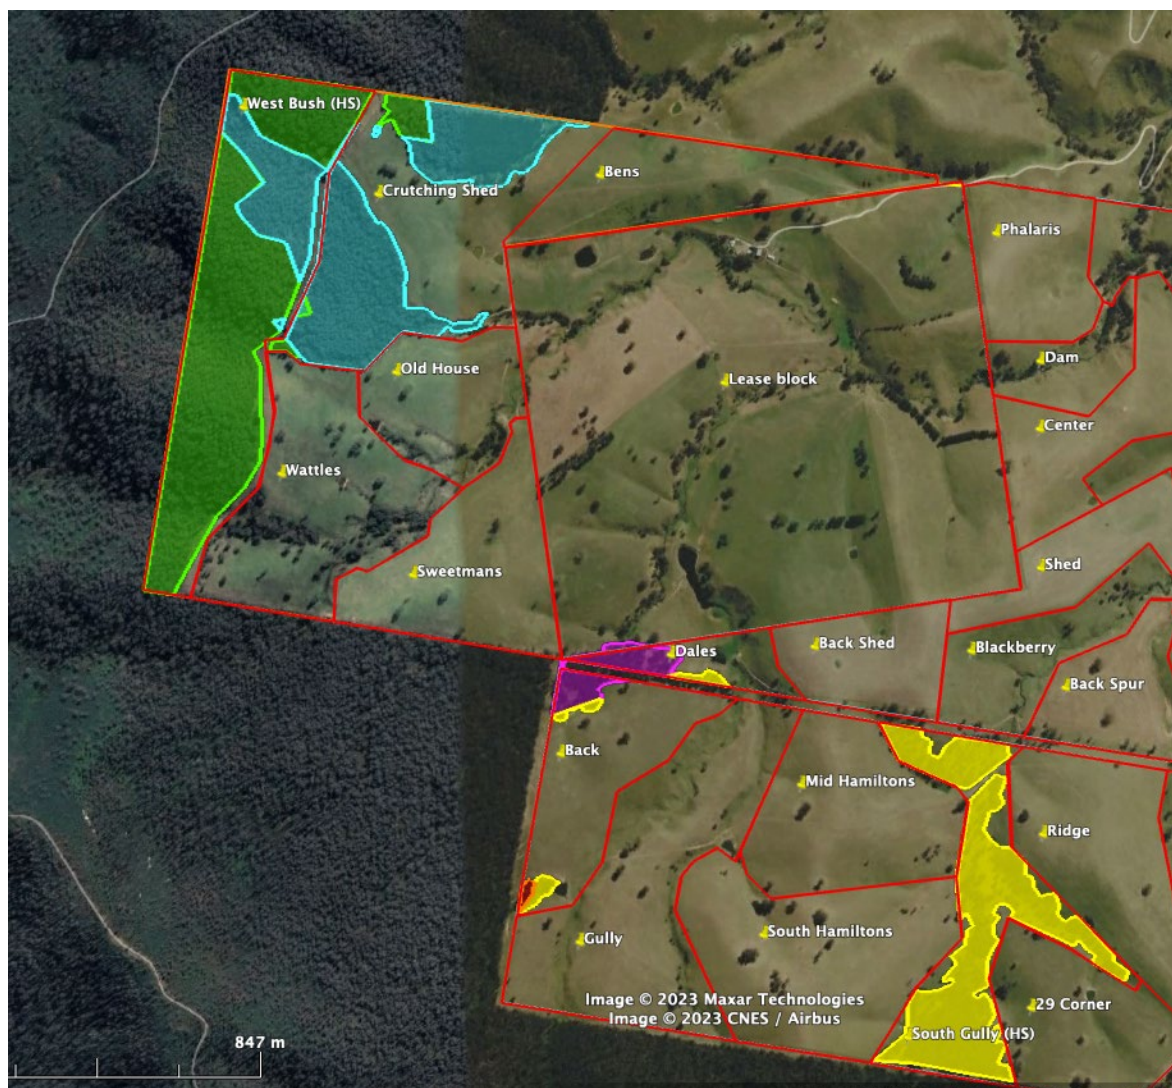 West Bush (HS)
Crutching Shed
Bens
Phalaris
Old House
Lease block
Dam
Center
Wattles
Sweetmans
Shed
Dales
Back Shed
Blackberry
Back Spur
Back
Mid Hamiltons
Ridge
Gully
South Hamiltons
29 Corner
South Gully (HS)
Image © 2023 Maxar Technologies
Image © 2023 CNES / Airbus
847 m